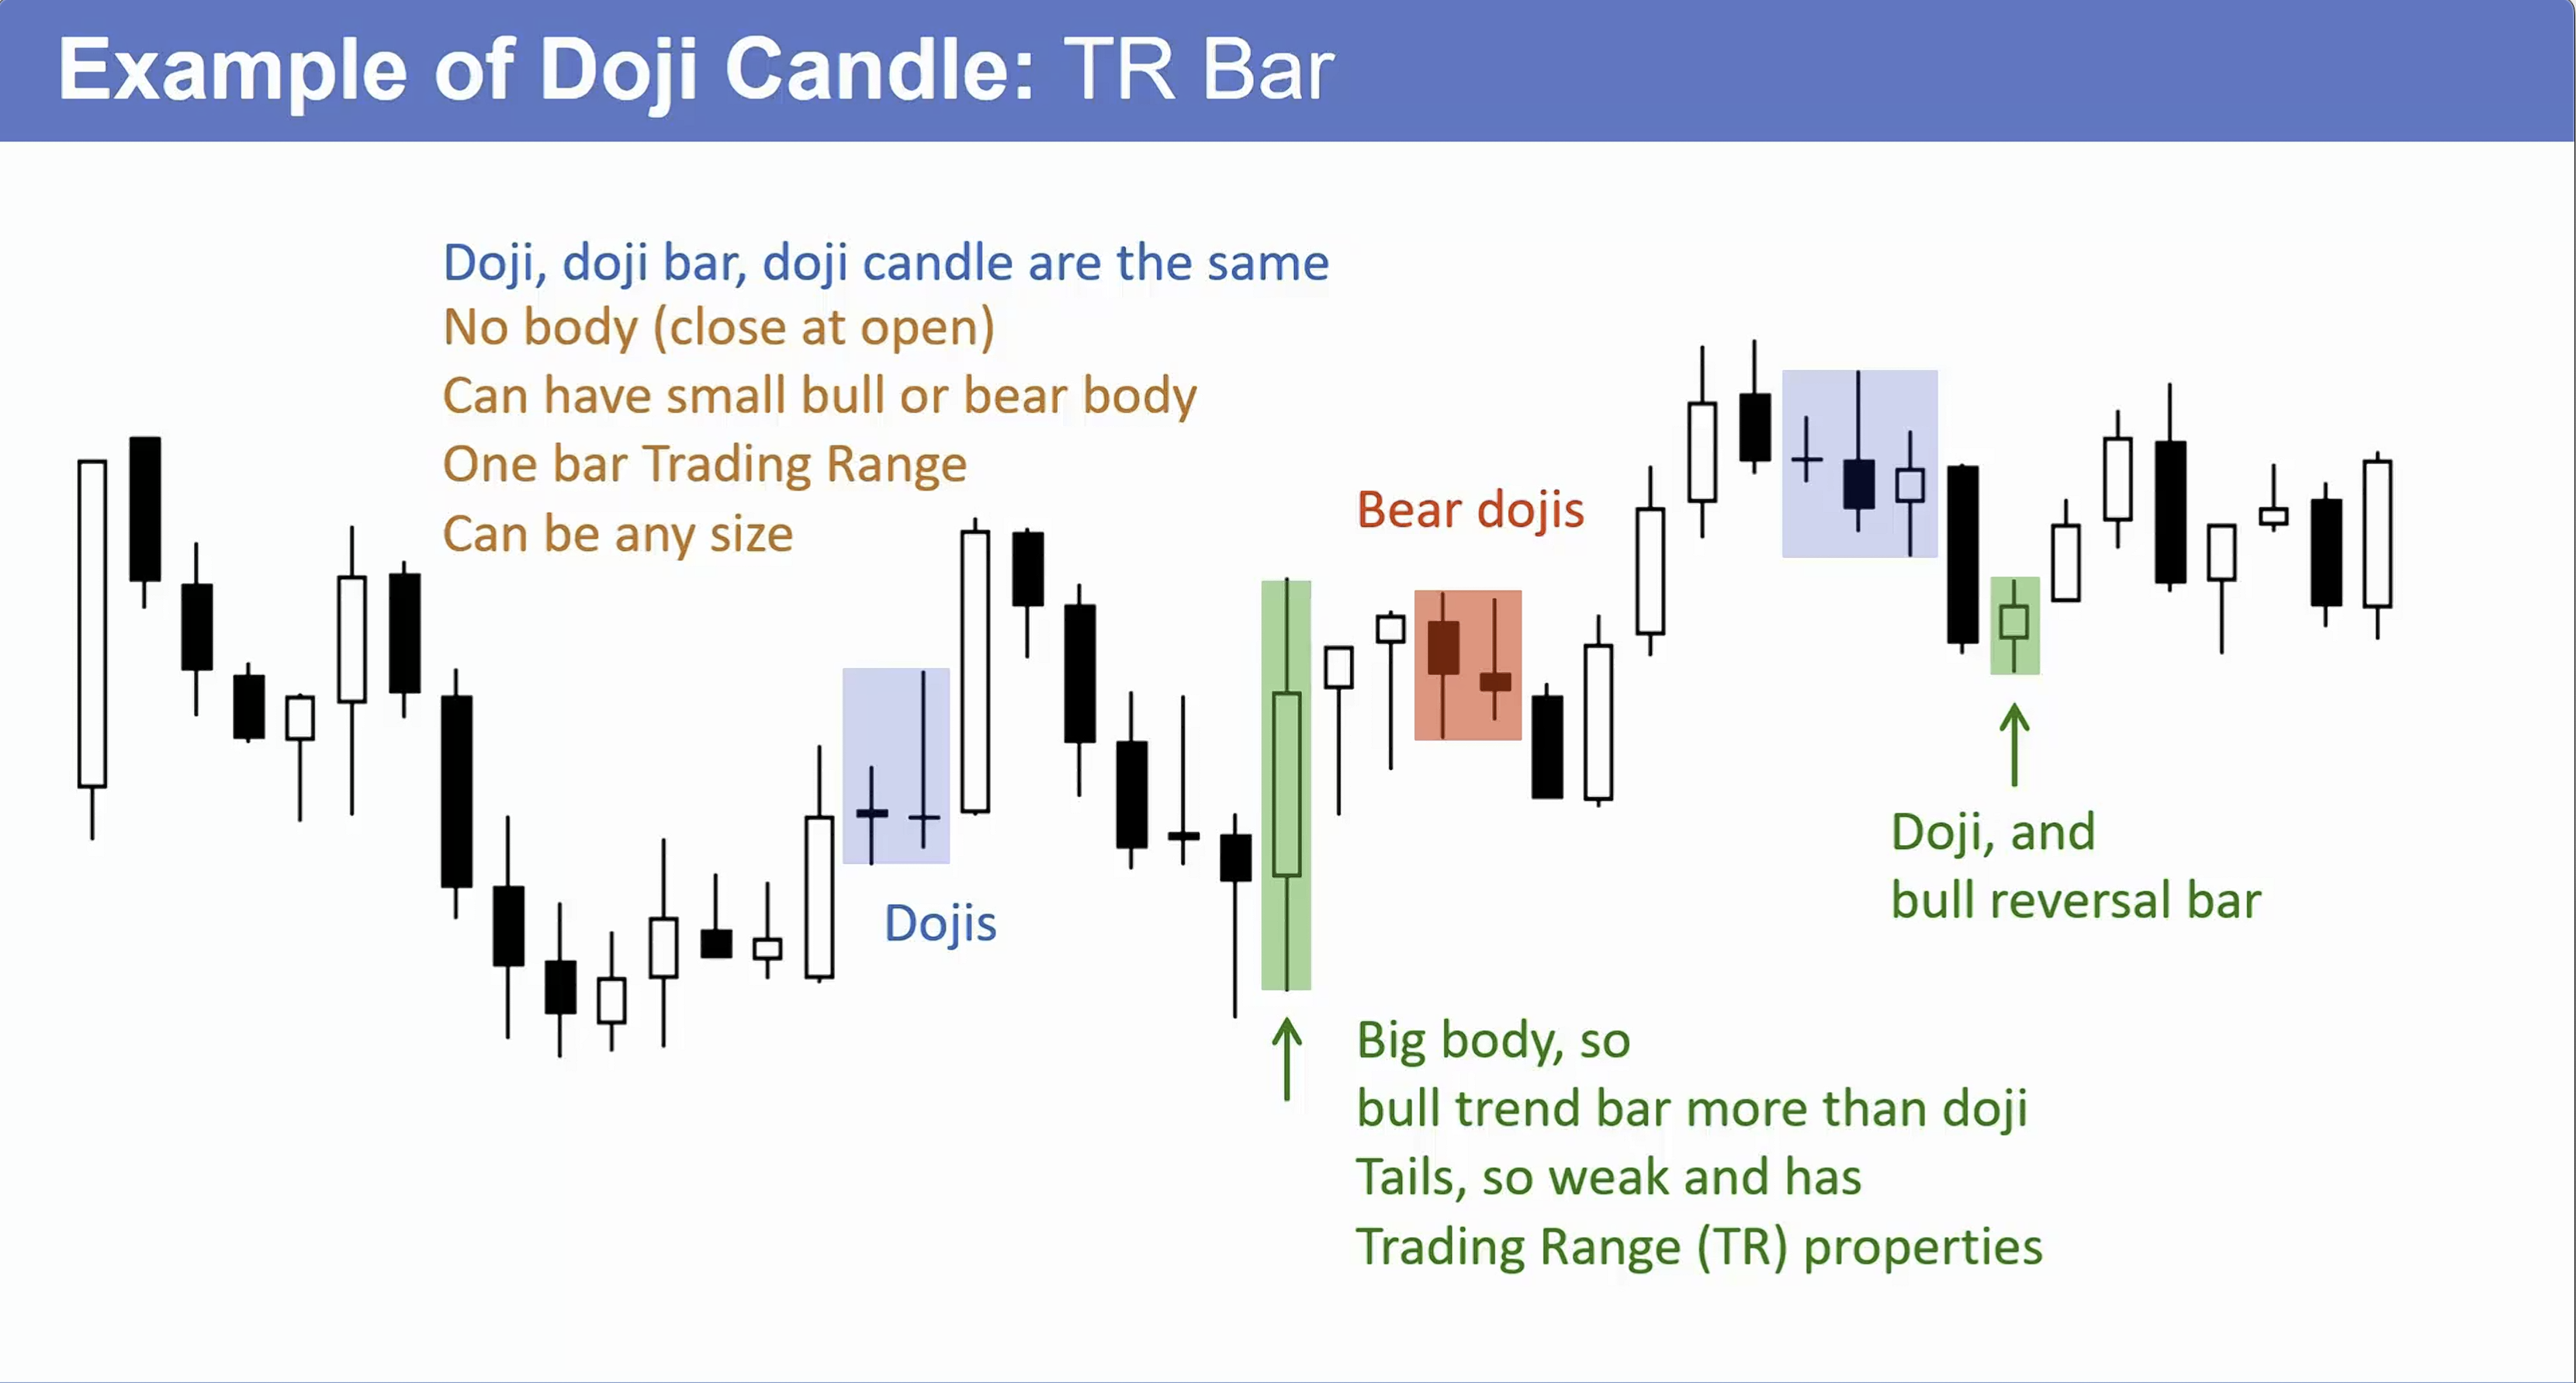 Example of Doji Candle: TR Bar
Doji, doji bar, doji candle are the same
No body (close at open)
Can have small bull or bear body
One bar Trading Range
Can be any size
Bear dojis
Dojis
Doji, and
bull reversal bar
Big body, so
bull trend bar more than doji
Tails, so weak and has
Trading Range (TR) properties